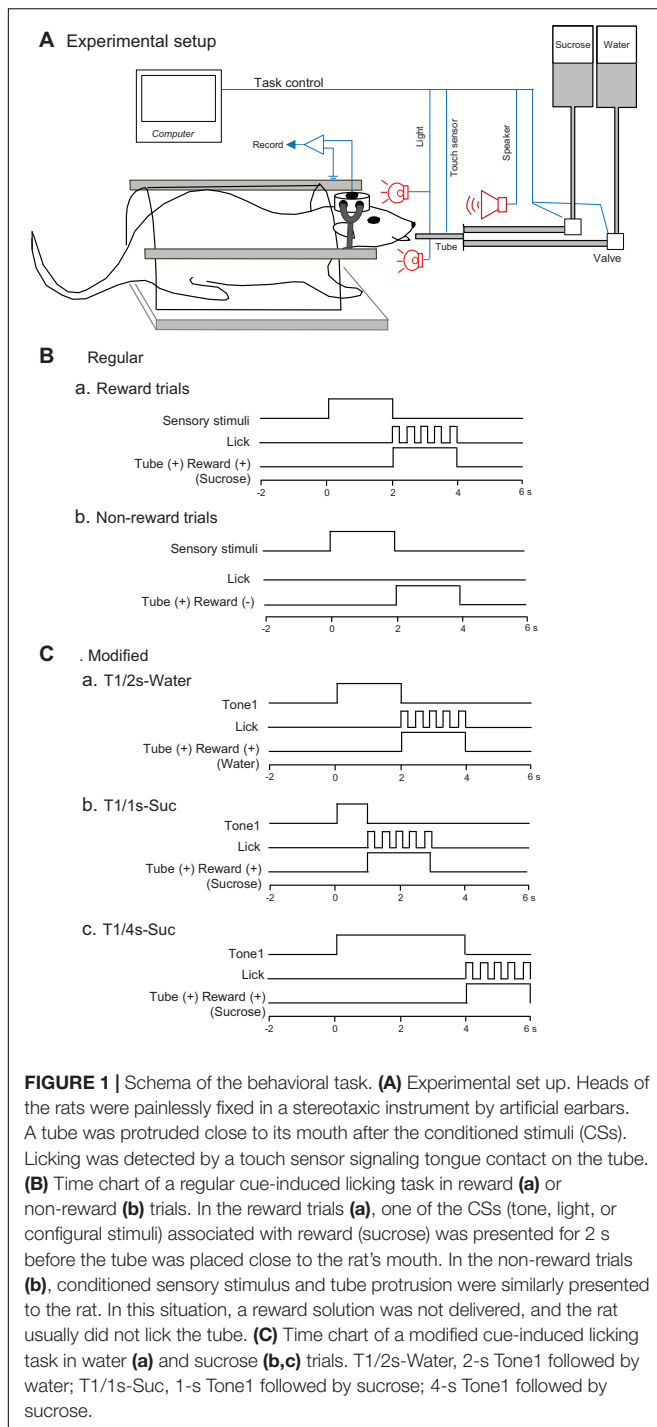 A Experimental setup
Sucrose Water
Task control
Computer
Record
Light
Touch sensor
Speaker
Tube
Valve
B Regular
a. Reward trials
Sensory stimuli
Lick
Tube (+) Reward (+)
(Sucrose)
-2 0 2 4 6 s
b. Non-reward trials
Sensory stimuli
Lick
Tube (+) Reward (-)
-2 0 2 4 6 s
C . Modified
a. T1/2s-Water
Tone1
Lick
Tube (+) Reward (+)
(Water)
-2 0 2 4 6 s
b. T1/1s-Suc
Tone1
Lick
Tube (+) Reward (+)
(Sucrose)
-2 0 2 4 6 s
c. T1/4s-Suc
Tone1
Lick
Tube (+) Reward (+)
(Sucrose)
-2 0 2 4 6 s
FIGURE 1 | Schema of the behavioral task. (A) Experimental set up. Heads of
the rats were painlessly fixed in a stereotaxic instrument by artificial earbars.
A tube was protruded close to its mouth after the conditioned stimuli (CSs).
Licking was detected by a touch sensor signaling tongue contact on the tube.
(B) Time chart of a regular cue-induced licking task in reward (a) or
non-reward (b) trials. In the reward trials (a), one of the CSs (tone, light, or
configural stimuli) associated with reward (sucrose) was presented for 2 s
before the tube was placed close to the rat's mouth. In the non-reward trials
(b), conditioned sensory stimulus and tube protrusion were similarly presented
to the rat. In this situation, a reward solution was not delivered, and the rat
usually did not lick the tube. (C) Time chart of a modified cue-induced licking
task in water (a) and sucrose (b,c) trials. T1/2s-Water, 2-s Tone1 followed by
water; T1/1s-Suc, 1-s Tone1 followed by sucrose; 4-s Tone1 followed by
sucrose.